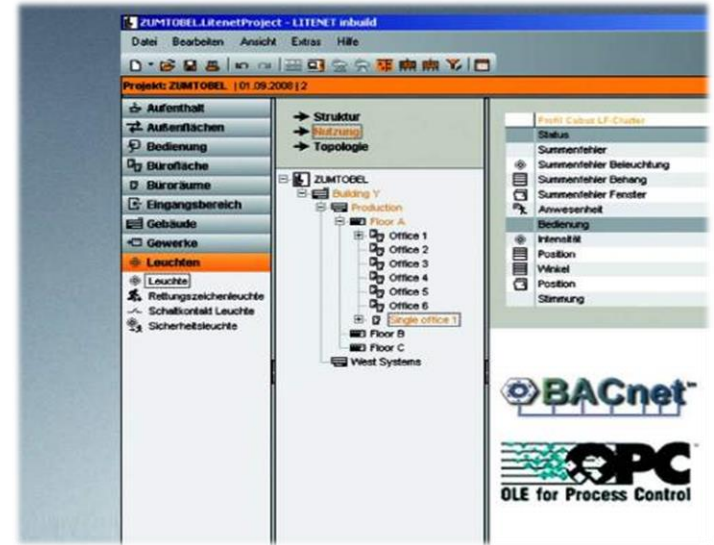 ZUMTOBEL.LitenetProject - LITENET inbuild
Datei Bearbeiten Ansicht Extras Hilfe
Projekt: ZUMTOBEL | 01.09.2008 | 2
Aufenthalt
Außenflächen
Bedienung
Bürofläche
Büroräume
Eingangsbereich
Gebäude
Gewerke
Leuchten
Leuchte
Rettungszeichenleuchte
Schaltkontakt Leuchte
Sicherheitsleuchte
Struktur
Nutzung
Topologie
ZUMTOBEL
Building Y
Production
Floor A
Office 1
Office 2
Office 3
Office 4
Office 5
Office 6
Single office 1
Floor B
Floor C
West Systems
Profil Cubus LF-Cluster
Status
Summenfehler
Summenfehler Beleuchtung
Summenfehler Behang
Summenfehler Fenster
Anwesenheit
Bedienung
Intensität
Position
Winkel
Position
Stimmung
BACnet™
OPC
OLE for Process Control